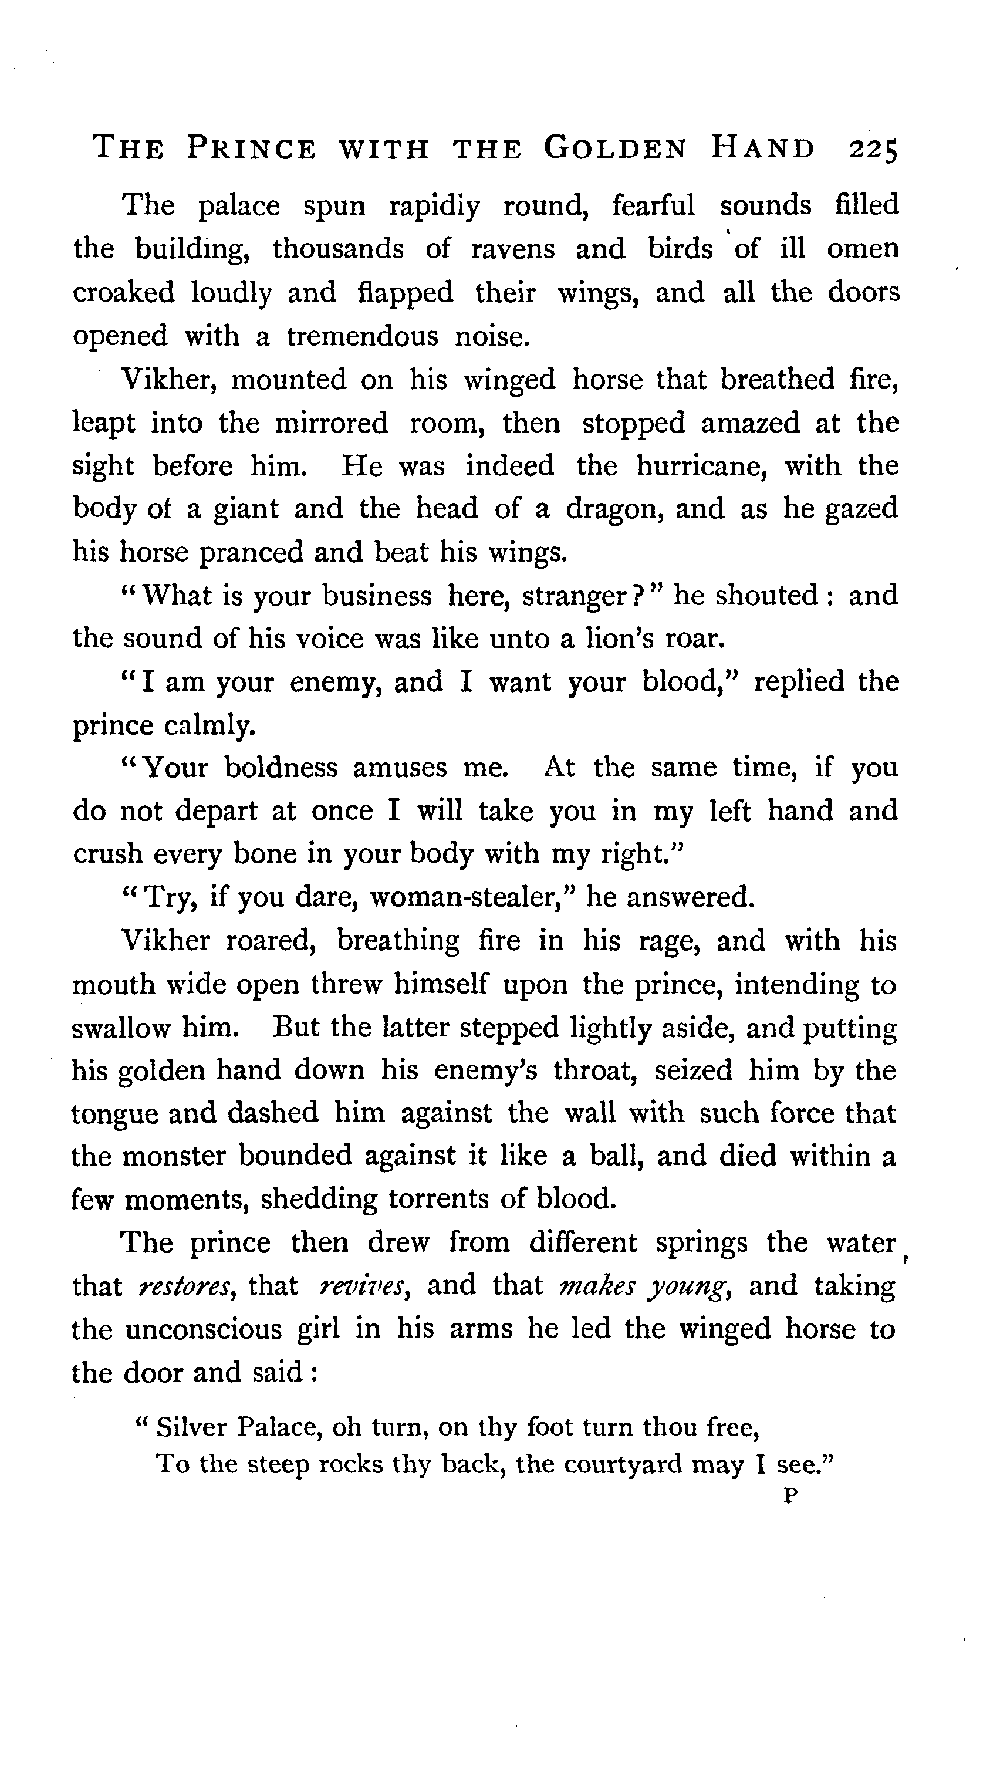 THE PRINCE WITH THE GOLDEN HAND 225
The palace spun rapidly round, fearful sounds filled
the building, thousands of ravens and birds of ill omen
croaked loudly and flapped their wings, and all the doors
opened with a tremendous noise.
Vikher, mounted on his winged horse that breathed fire,
leapt into the mirrored room, then stopped amazed at the
sight before him. He was indeed the hurricane, with the
body of a giant and the head of a dragon, and as he gazed
his horse pranced and beat his wings.
"What is your business here, stranger?" he shouted: and
the sound of his voice was like unto a lion's roar.
"I am your enemy, and I want your blood," replied the
prince calmly.
"Your boldness amuses me. At the same time, if you
do not depart at once I will take you in my left hand and
crush every bone in your body with my right."
"Try, if you dare, woman-stealer," he answered.
Vikher roared, breathing fire in his rage, and with his
mouth wide open threw himself upon the prince, intending to
swallow him. But the latter stepped lightly aside, and putting
his golden hand down his enemy's throat, seized him by the
tongue and dashed him against the wall with such force that
the monster bounded against it like a ball, and died within a
few moments, shedding torrents of blood.
The prince then drew from different springs the water
that restores, that revives, and that makes young, and taking
the unconscious girl in his arms he led the winged horse to
the door and said:
"Silver Palace, oh turn, on thy foot turn thou free,
To the steep rocks thy back, the courtyard may I see."
P